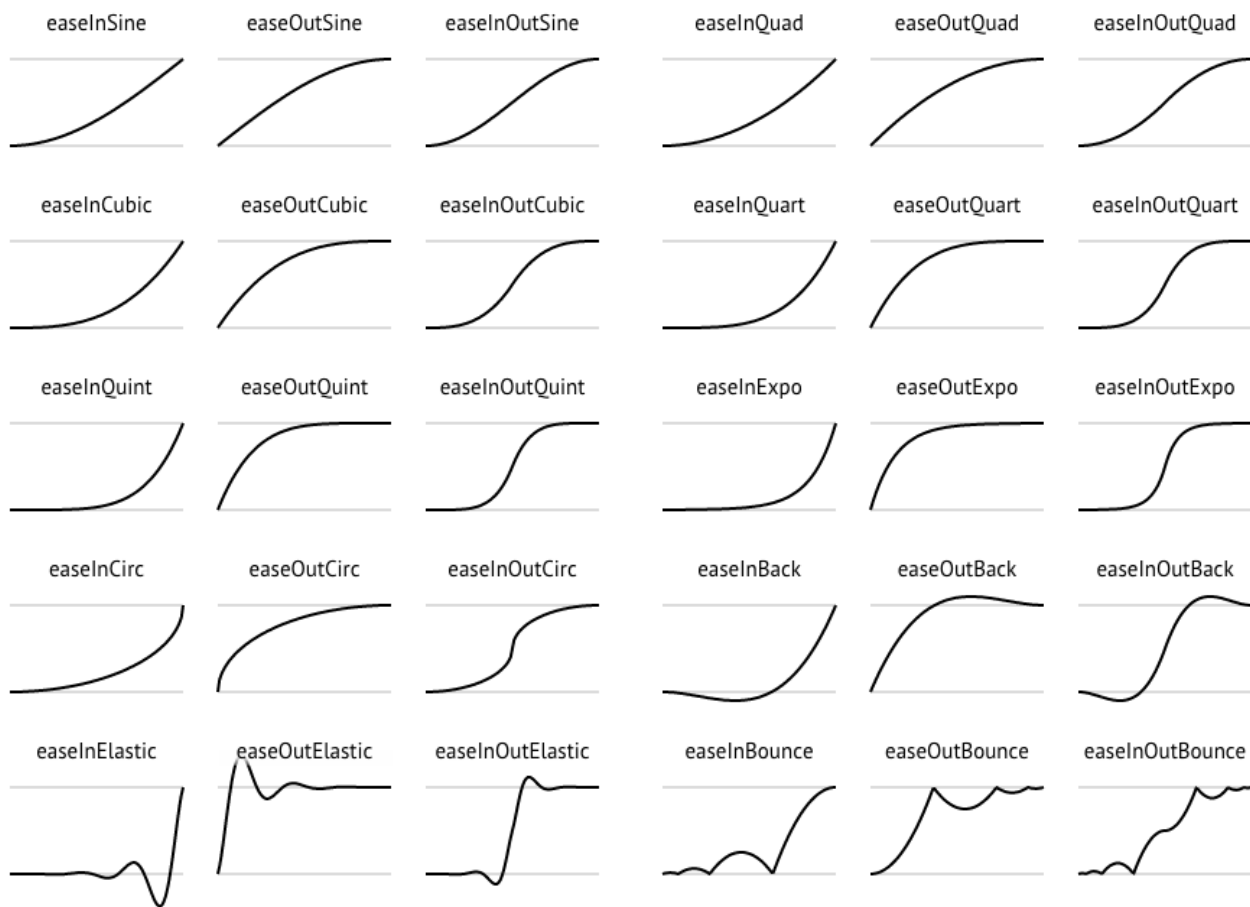 easeInSine easeOutSine easeInOutSine easeInQuad easeOutQuad easeInOutQuad
easeInCubic easeOutCubic easeInOutCubic easeInQuart easeOutQuart easeInOutQuart
easeInQuint easeOutQuint easeInOutQuint easeInExpo easeOutExpo easeInOutExpo
easeInCirc easeOutCirc easeInOutCirc easeInBack easeOutBack easeInOutBack
easeInElastic easeOutElastic easeInOutElastic easeInBounce easeOutBounce easeInOutBounce